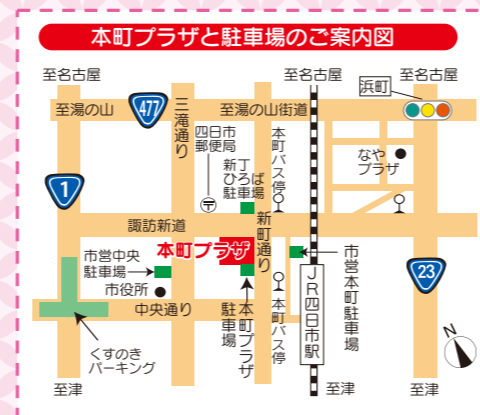 本町プラザと駐車場のご案内図
至名古屋
至名古屋
至名古屋
至湯の山
477
三滝通り
至湯の山街道
浜町
四日市
郵便局
新丁
ひろば
駐車場
本町バス停
なや
プラザ
1
諏訪新道
新町通り
市営中央
駐車場
本町プラザ
市役所
中央通り
本町プラザ
駐車場
本町バス停
JR四日市駅
市営本町駐車場
23
くすのき
パーキング
N
至津
至津
至津